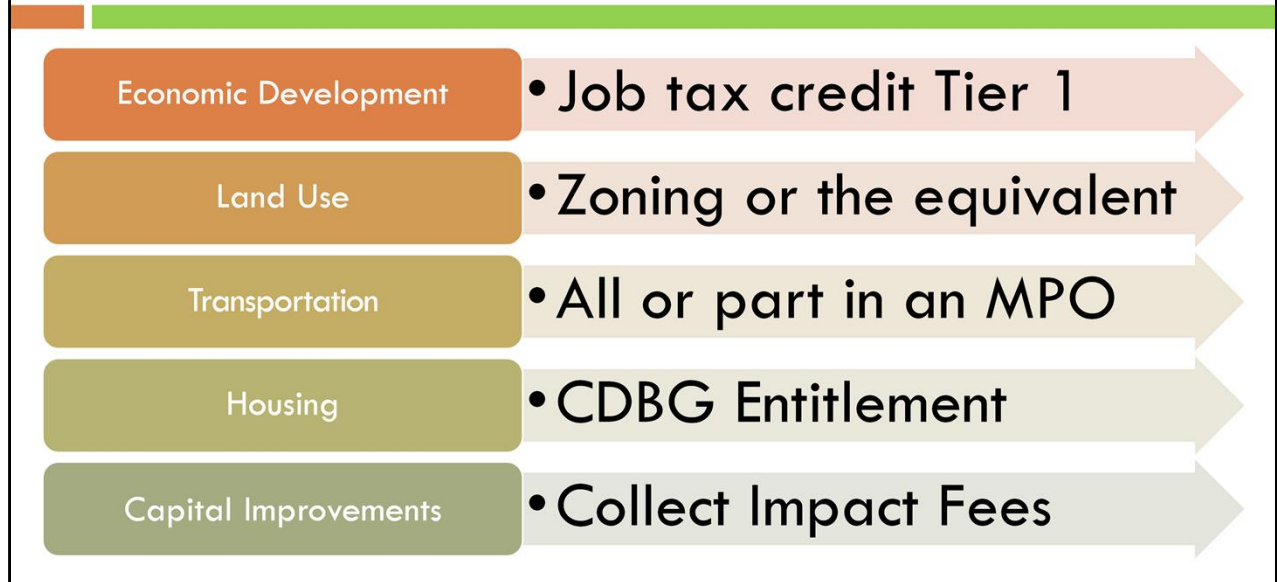 Economic Development
• Job tax credit Tier 1
Land Use
• Zoning or the equivalent
Transportation
• All or part in an MPO
Housing
• CDBG Entitlement
Capital Improvements
• Collect Impact Fees